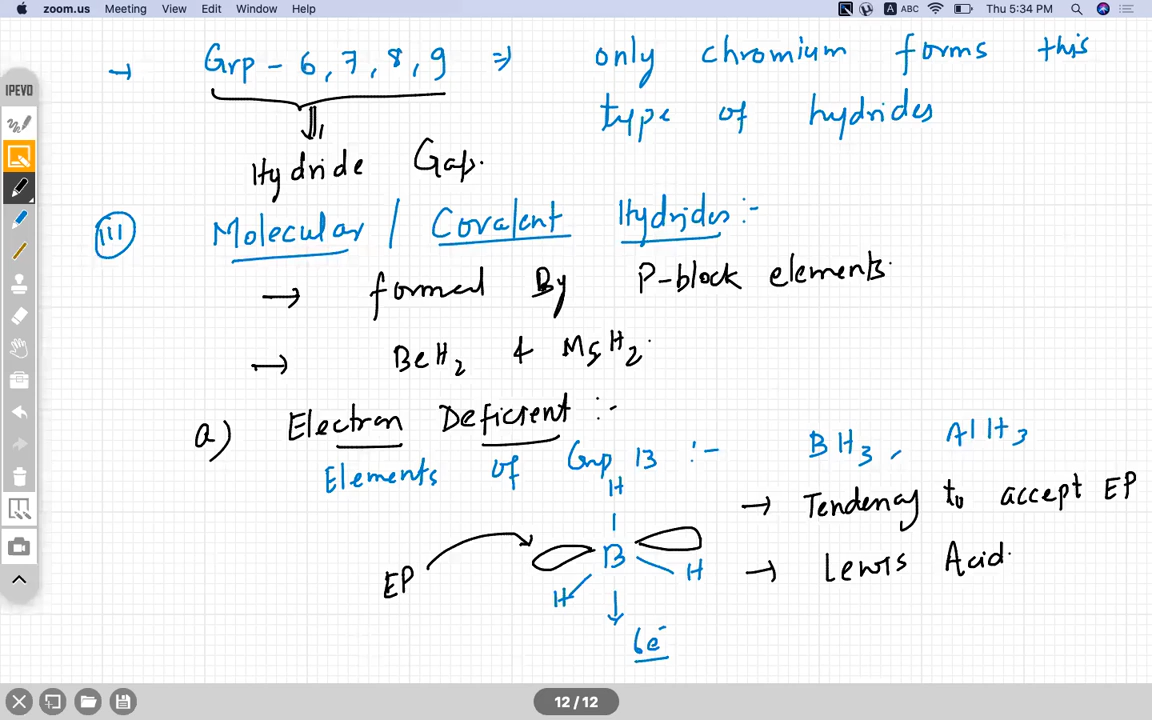 zoom.us Meeting View Edit Window Help ABC Thu 5:34 PM
IPEVO
→ Grp - 6, 7, 8, 9 ⇒ only chromium forms this
type of hydrides
Hydride Gap.
(iii) Molecular / Covalent Hydrides :-
→ formed By P-block elements.
→ BeH2 & MgH2.
a) Electron Deficient :-
Elements of Grp 13 :- BH3, AlH3
H
→ Tendency to accept EP
B
EP
H
H
→ Lewis Acid.
6e-
12 / 12